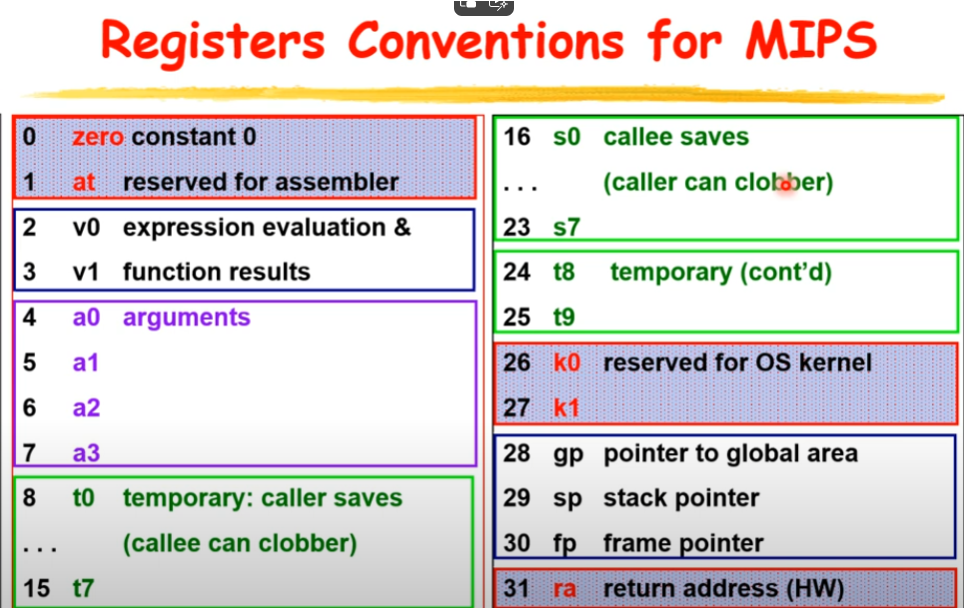 Registers Conventions for MIPS
0 zero constant 0
1 at reserved for assembler
2 v0 expression evaluation &
3 v1 function results
4 a0 arguments
5 a1
6 a2
7 a3
8 t0 temporary: caller saves
. . . (callee can clobber)
15 t7
16 s0 callee saves
. . . (caller can clobber)
23 s7
24 t8 temporary (cont'd)
25 t9
26 k0 reserved for OS kernel
27 k1
28 gp pointer to global area
29 sp stack pointer
30 fp frame pointer
31 ra return address (HW)